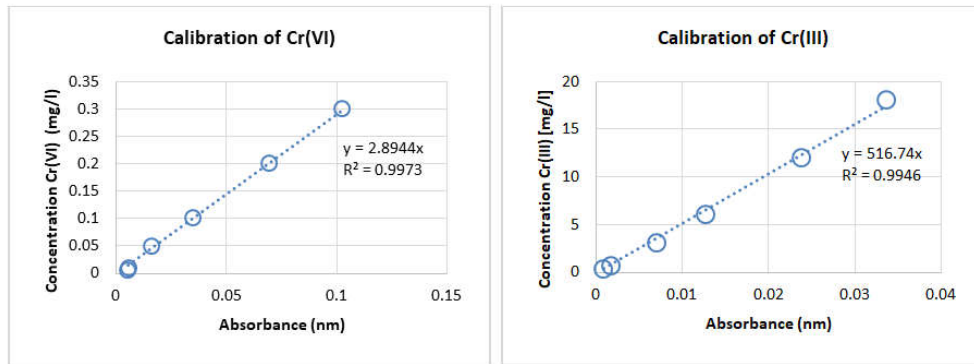 Calibration of Cr(VI)
Concentration Cr(VI) (mg/l)
0.35
0.3
0.25
0.2
0.15
0.1
0.05
0
y = 2.8944x
R² = 0.9973
0
0.05
0.1
0.15
Absorbance (nm)
Calibration of Cr(III)
Concentration Cr(III) [mg/l]
20
15
10
5
0
y = 516.74x
R² = 0.9946
0
0.01
0.02
0.03
0.04
Absorbance (nm)